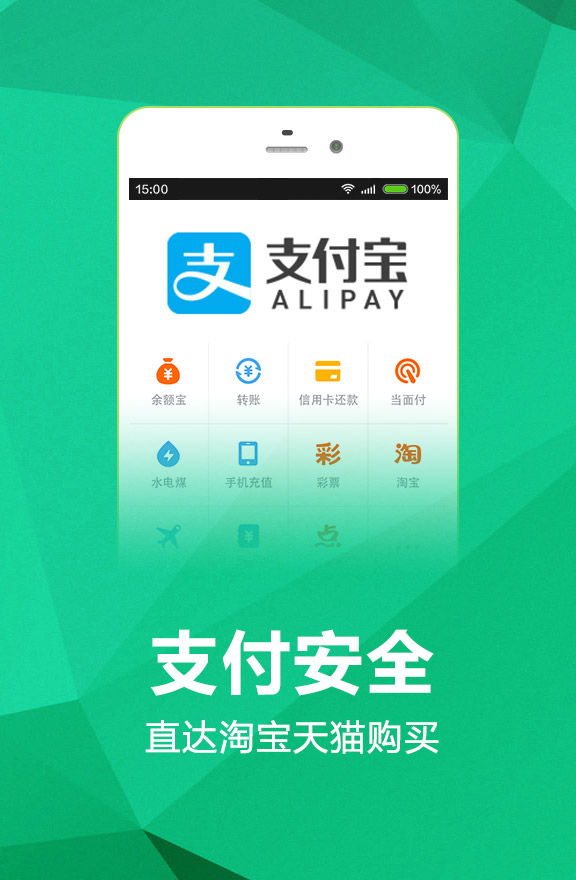 15:00 100%
支 支付宝
ALIPAY
余额宝 转账 信用卡还款 当面付
水电煤 手机充值 彩 彩票 淘 淘宝
点
支付安全
直达淘宝天猫购买